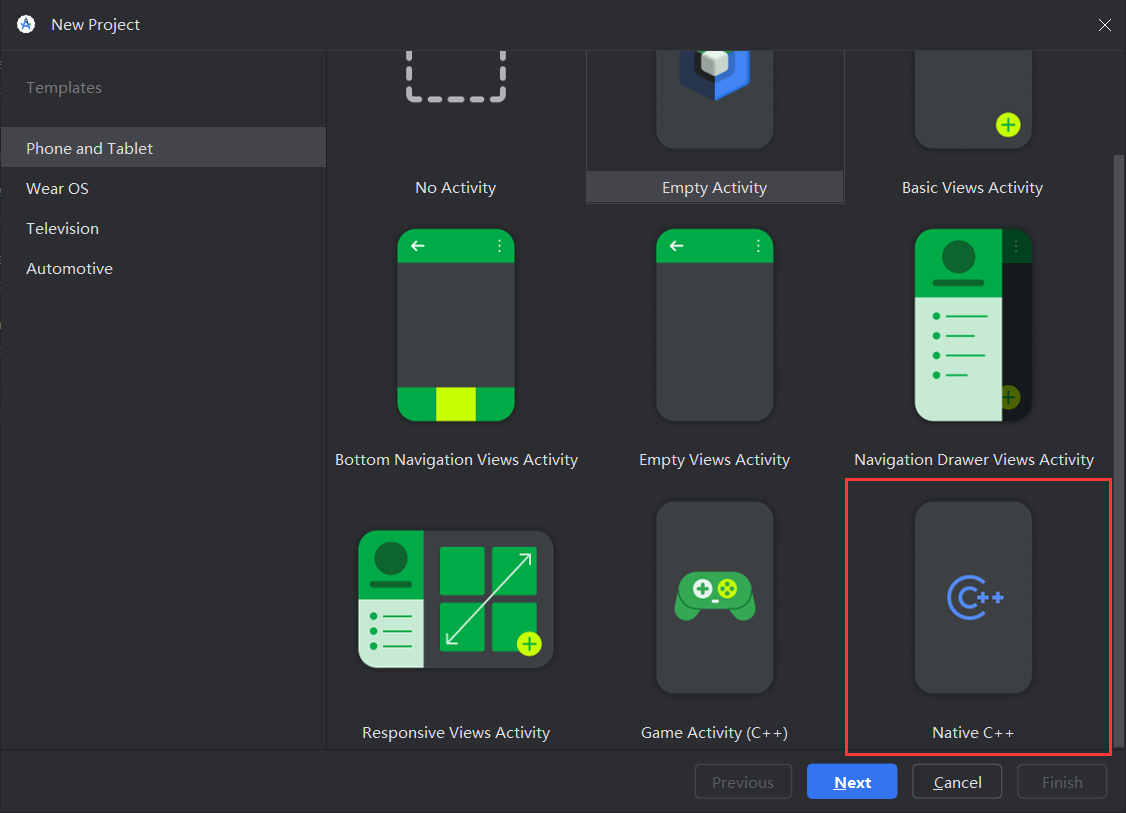 New Project
Templates
Phone and Tablet
Wear OS
Television
Automotive
No Activity
Empty Activity
Basic Views Activity
Bottom Navigation Views Activity
Empty Views Activity
Navigation Drawer Views Activity
C++
Responsive Views Activity
Game Activity (C++)
Native C++
Previous
Next
Cancel
Finish